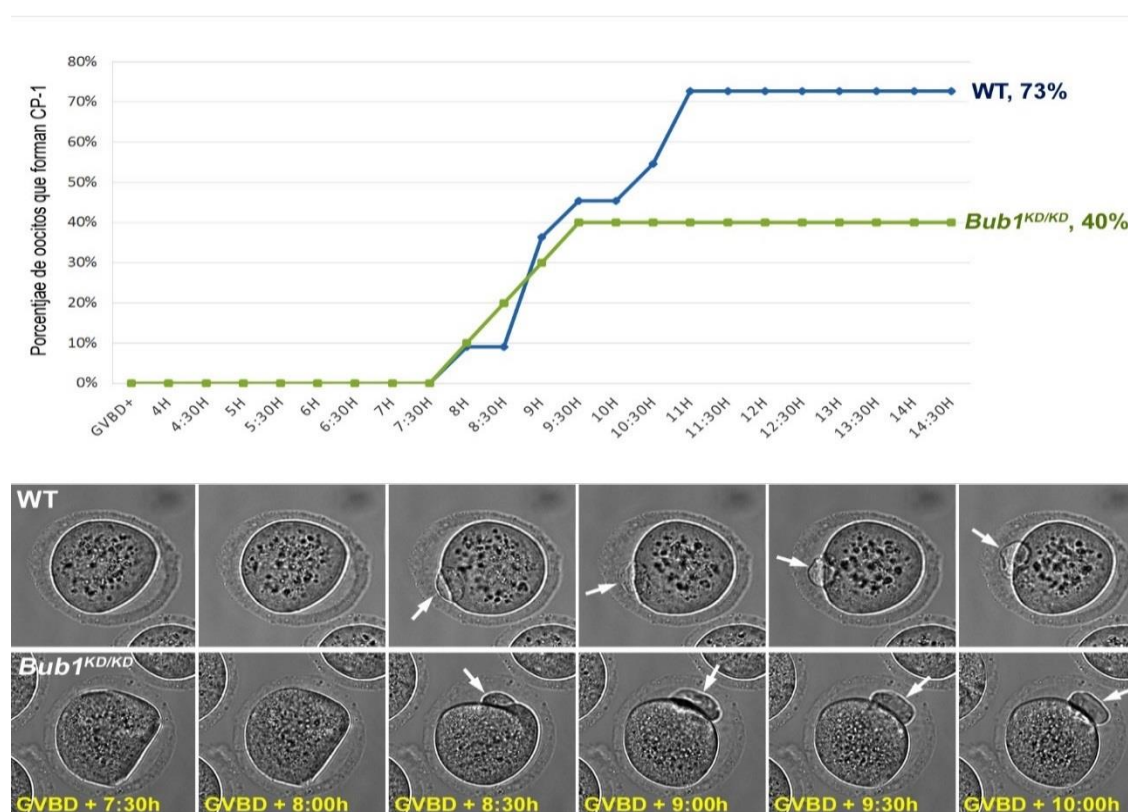 Porcentjae de oocitos que forman CP-1
80%
70%
60%
50%
40%
30%
20%
10%
0%
WT, 73%
Bub1KD/KD, 40%
GVBD+ 4H 4:30H 5H 5:30H 6H 6:30H 7H 7:30H 8H 8:30H 9H 9:30H 10H 10:30H 11H 11:30H 12H 12:30H 13H 13:30H 14H 14:30H
WT
Bub1KD/KD
GVBD + 7:30h GVBD + 8:00h GVBD + 8:30h GVBD + 9:00h GVBD + 9:30h GVBD + 10:00h